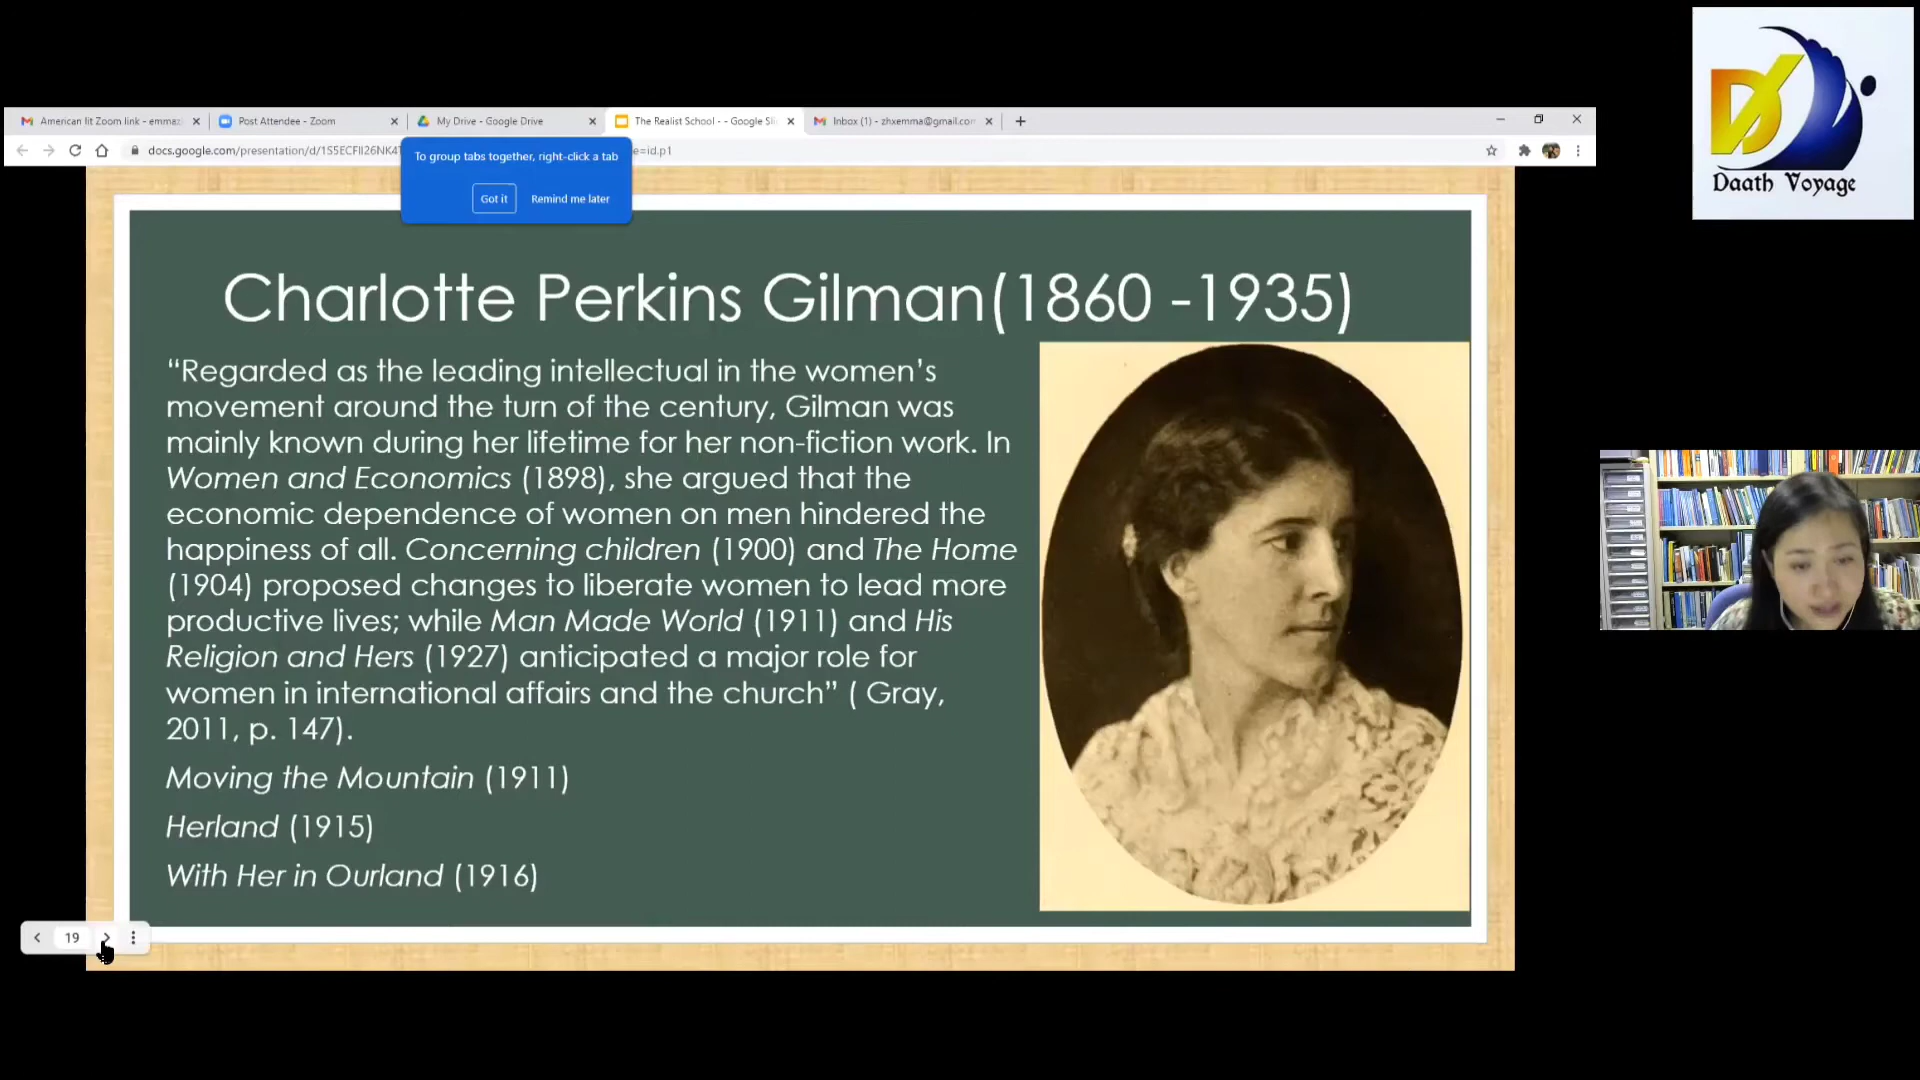 American lit Zoom link - emmaz
Post Attendee - Zoom
My Drive - Google Drive
The Realist School - - Google Sli
Inbox (1) - zhxemma@gmail.com
To group tabs together, right-click a tab
=id.p1
Got it
Remind me later
Daath Voyage
Charlotte Perkins Gilman(1860 -1935)
“Regarded as the leading intellectual in the women’s
movement around the turn of the century, Gilman was
mainly known during her lifetime for her non-fiction work. In
Women and Economics (1898), she argued that the
economic dependence of women on men hindered the
happiness of all. Concerning children (1900) and The Home
(1904) proposed changes to liberate women to lead more
productive lives; while Man Made World (1911) and His
Religion and Hers (1927) anticipated a major role for
women in international affairs and the church” ( Gray,
2011, p. 147).
Moving the Mountain (1911)
Herland (1915)
With Her in Ourland (1916)
19